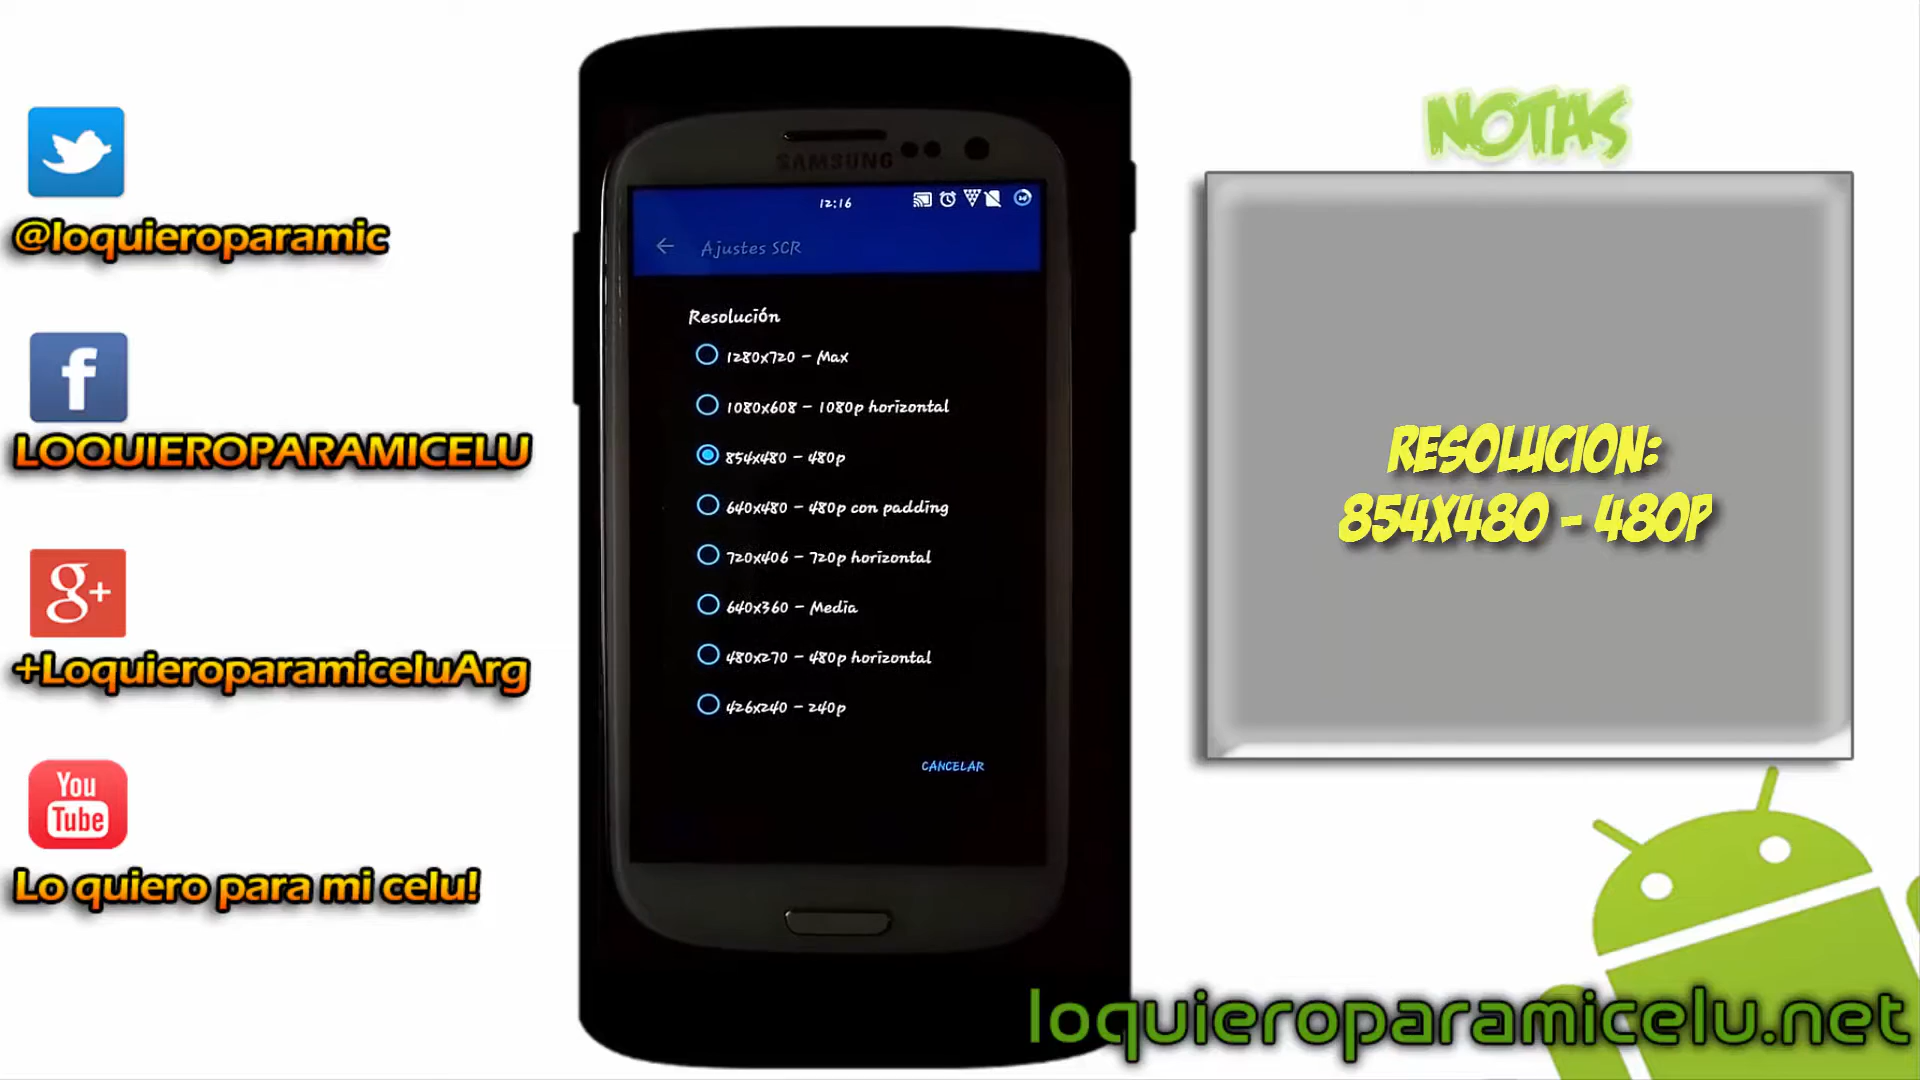 @loquieroparamic
f
LOQUIEROPARAMICELU
g+
+LoquieroparamiceluArg
You
Tube
Lo quiero para mi celu!
SAMSUNG
12:16
Ajustes SCR
Resolución
1280x720 - Max
1080x608 - 1080p horizontal
854x480 - 480p
640x480 - 480p con padding
720x406 - 720p horizontal
640x360 - Media
480x270 - 480p horizontal
426x240 - 240p
CANCELAR
NOTAS
RESOLUCION:
854X480 - 480P
loquieroparamicelu.net